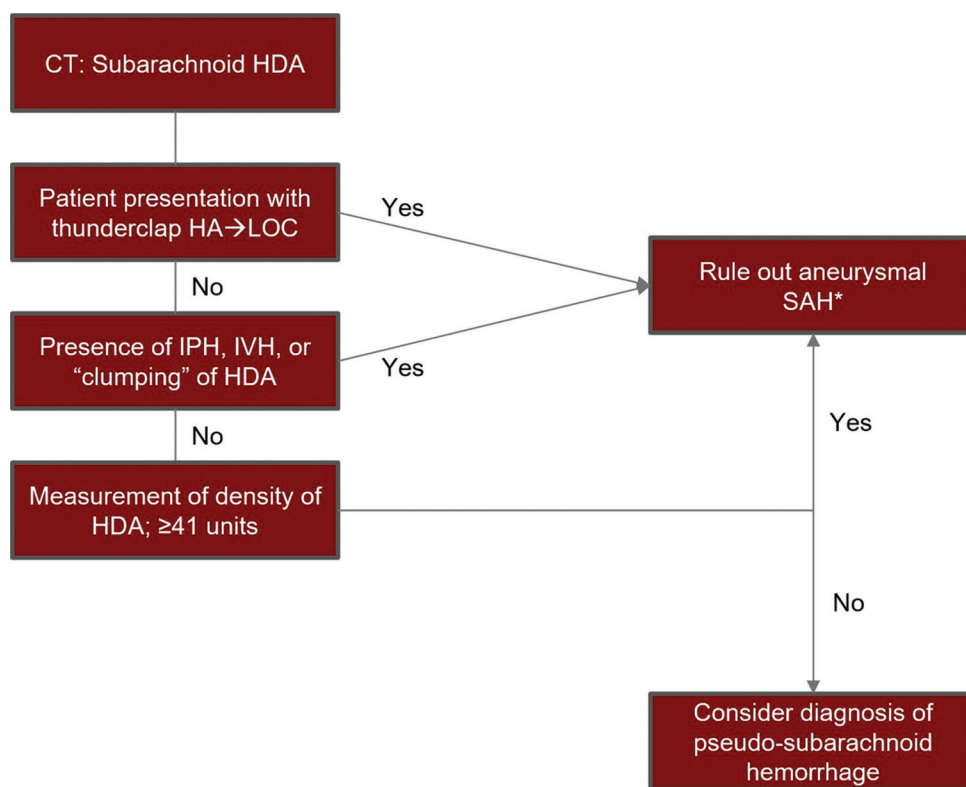 CT: Subarachnoid HDA
Patient presentation with
thunderclap HA→LOC
Yes
No
Rule out aneurysmal
SAH*
Presence of IPH, IVH, or
“clumping” of HDA
Yes
No
Yes
Measurement of density of
HDA; ≥41 units
No
Consider diagnosis of
pseudo-subarachnoid
hemorrhage